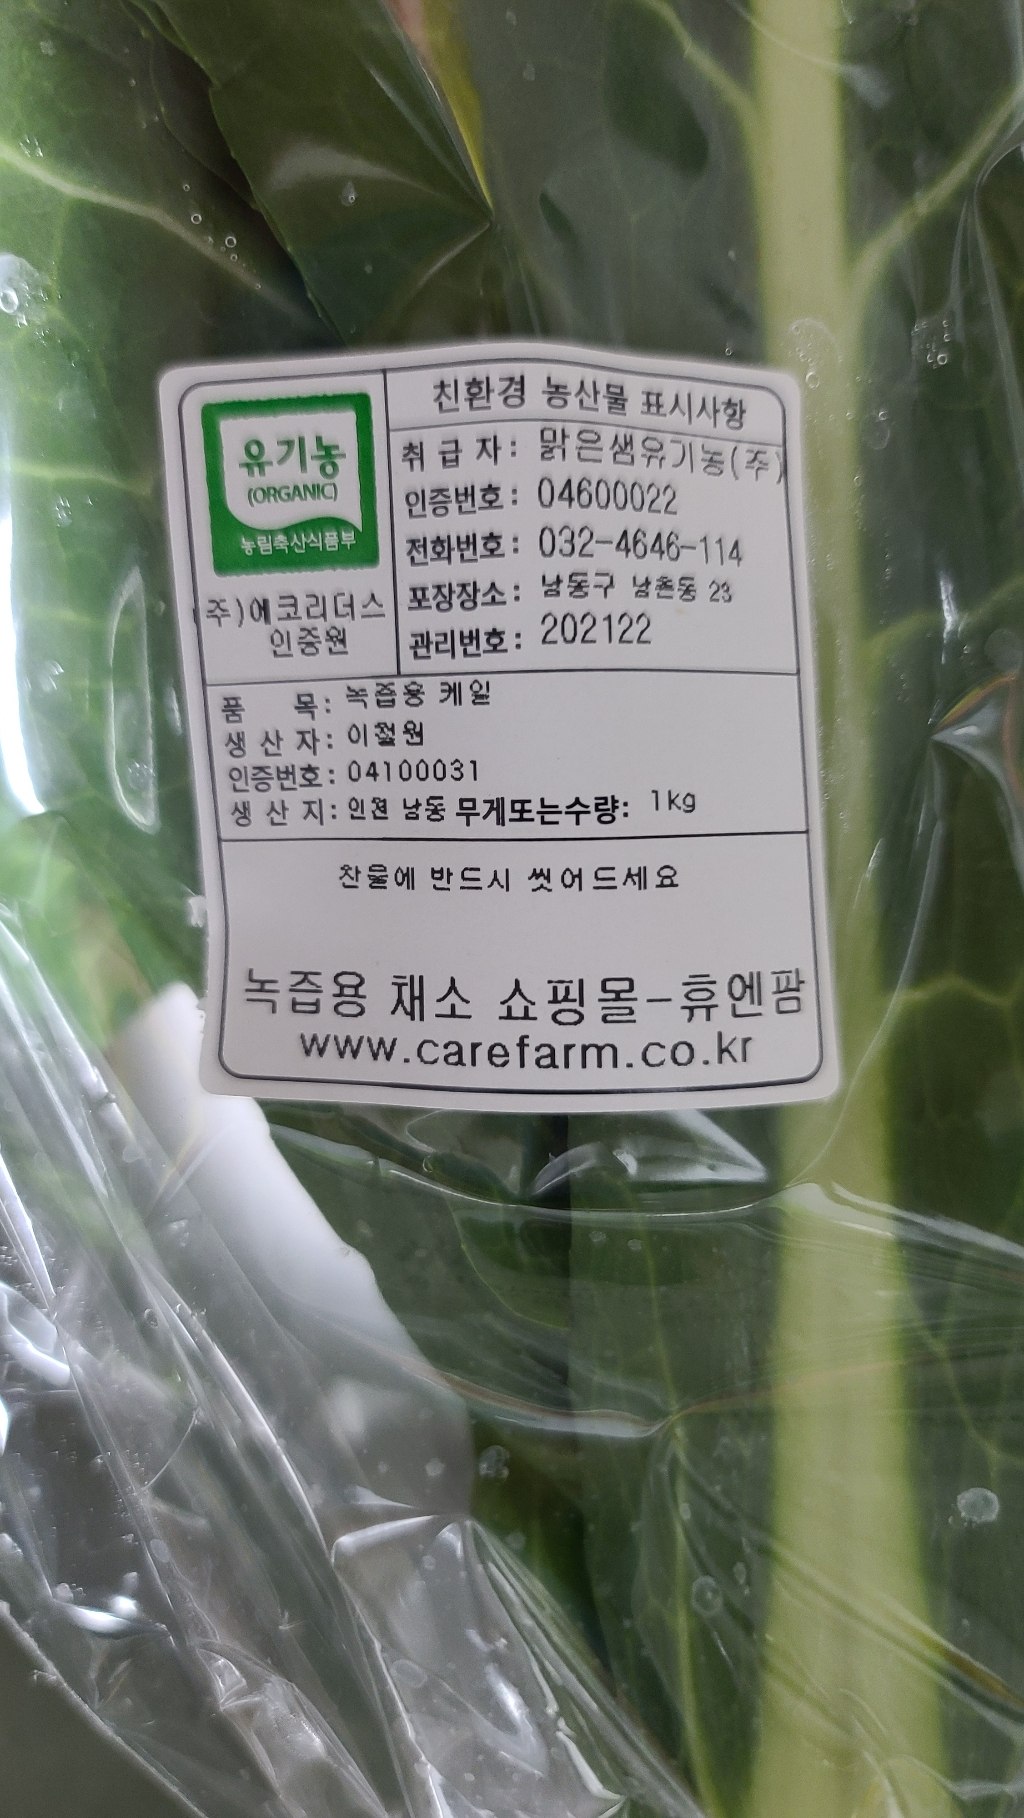 유기농
(ORGANIC)
농림축산식품부
주)에코리더스
인증원
친환경 농산물 표시사항
취 급 자: 맑은샘유기농(주)
인증번호: 04600022
전화번호: 032-4646-114
포장장소: 남동구 남촌동 23
관리번호: 202122
품 목: 녹즙용 케일
생 산 자: 이철원
인증번호: 04100031
생 산 지: 인천 남동 무게또는수량: 1kg
찬물에 반드시 씻어드세요
녹즙용 채소 쇼핑몰-휴엔팜
www.carefarm.co.kr